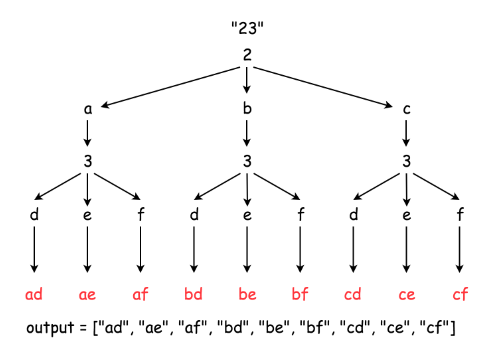 "23"
2
a b c
3 3 3
d e f d e f d e f
ad ae af bd be bf cd ce cf
output = ["ad", "ae", "af", "bd", "be", "bf", "cd", "ce", "cf"]